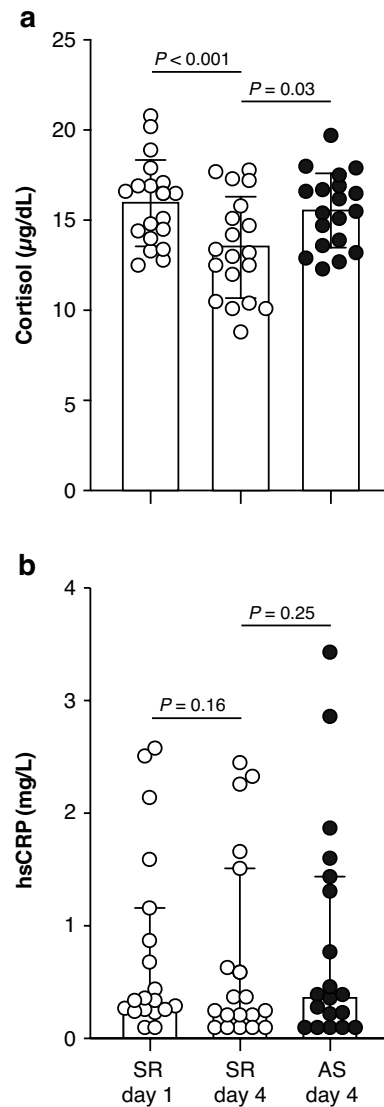 a
25
20
15
10
5
0
Cortisol (µg/dL)
P < 0.001
P = 0.03
b
4
3
2
1
0
hsCRP (mg/L)
P = 0.16
P = 0.25
SR
day 1
SR
day 4
AS
day 4